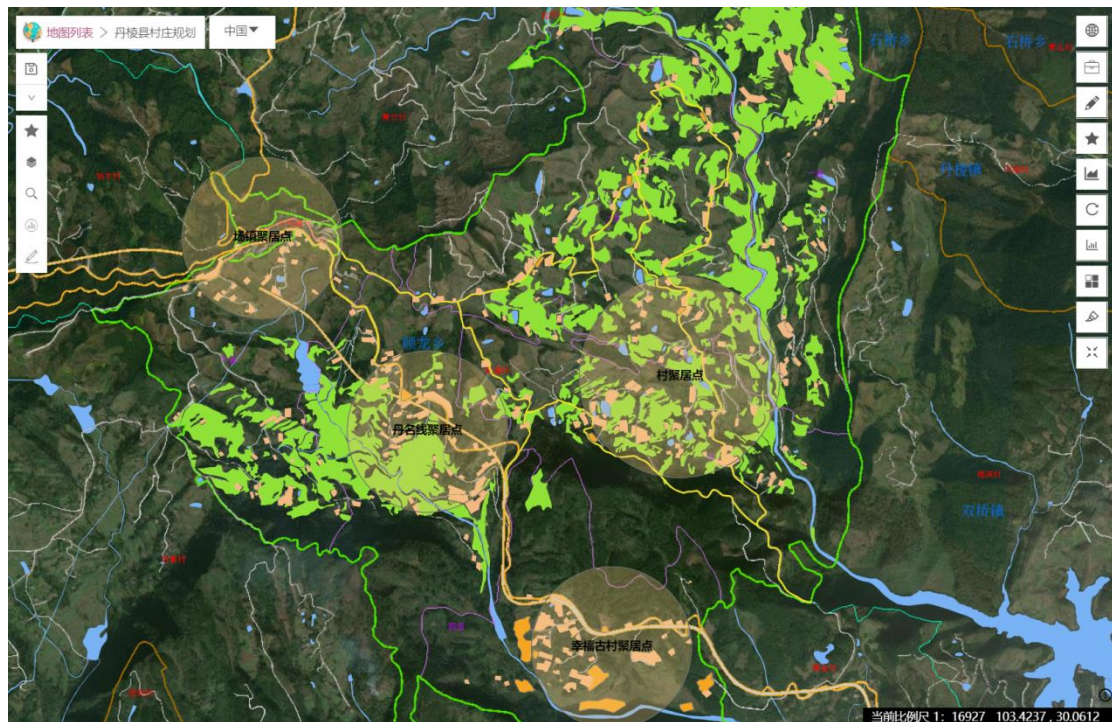 地图列表 > 丹棱县村庄规划
中国▼
石桥乡
石桥乡
丹棱镇
场镇聚居点
顺龙乡
村聚居点
丹名线聚居点
双桥镇
幸福古村聚居点
当前比例尺 1: 16927 103.4237 , 30.0612